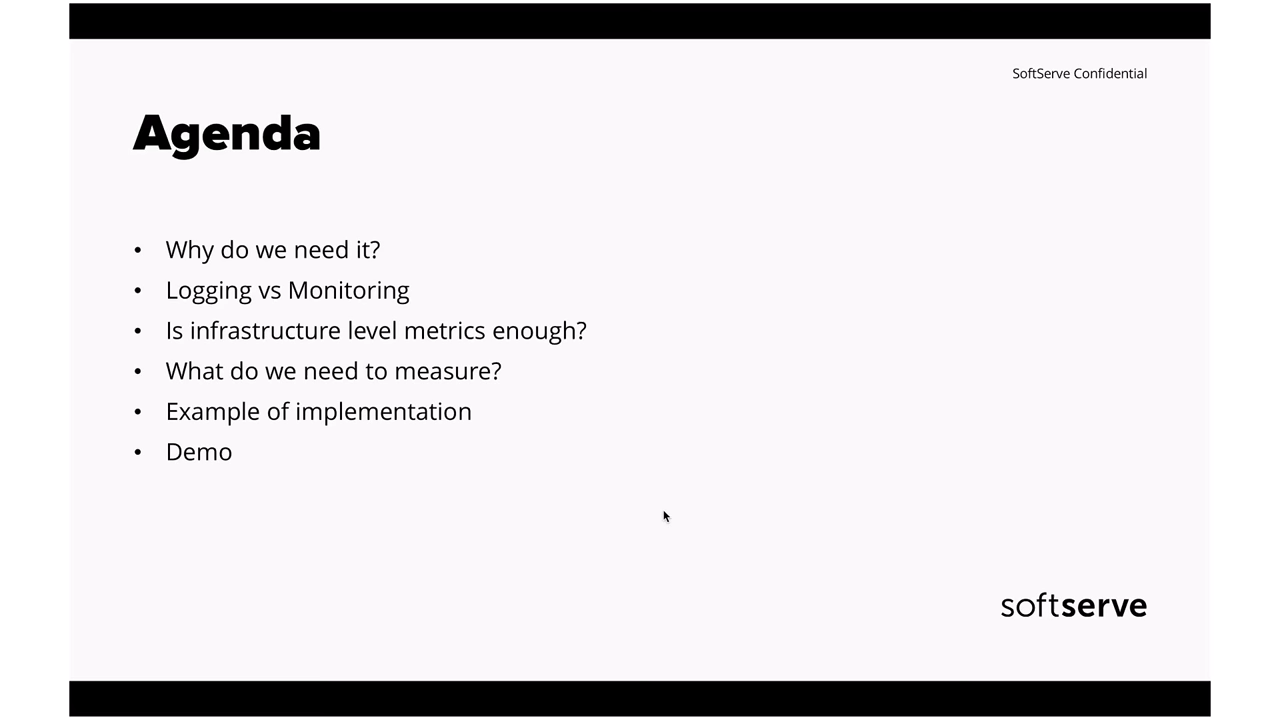 SoftServe Confidential
Agenda
• Why do we need it?
• Logging vs Monitoring
• Is infrastructure level metrics enough?
• What do we need to measure?
• Example of implementation
• Demo
softserve